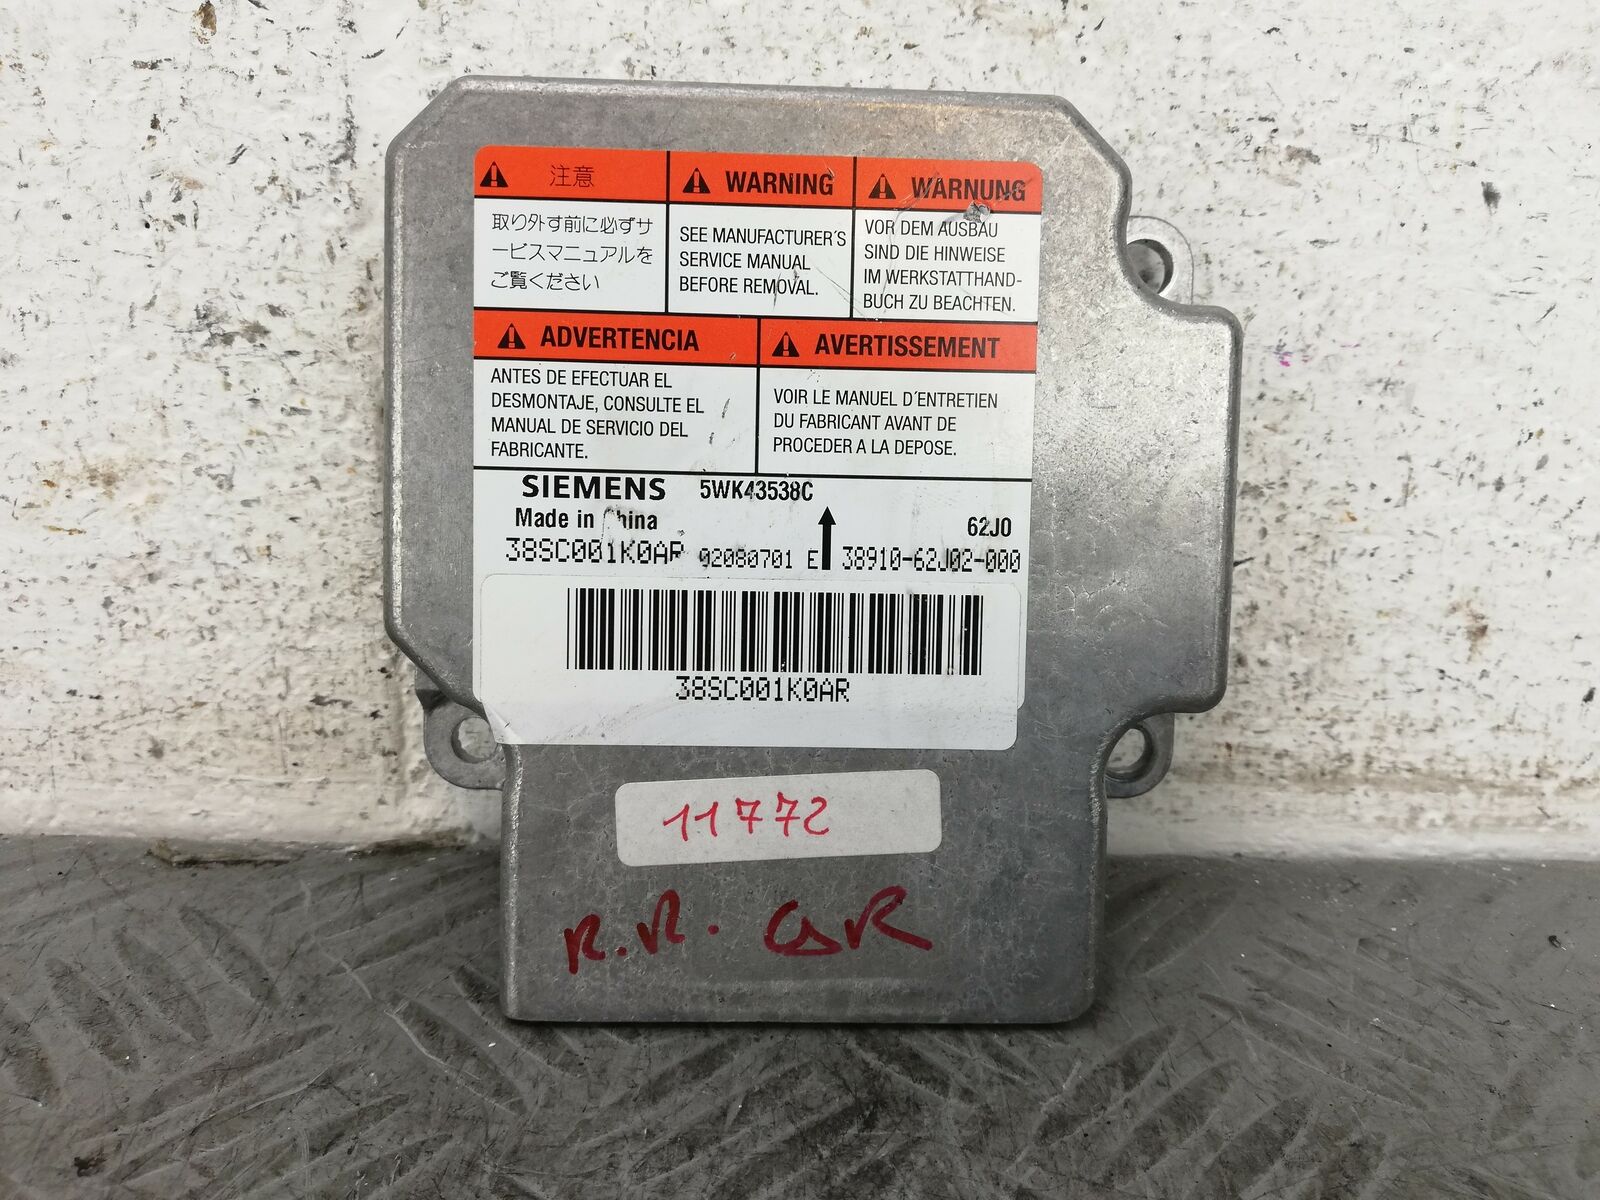 注意
取り外す前に必ずサ
ービスマニュアルを
ご覧ください
WARNING
SEE MANUFACTURER'S
SERVICE MANUAL
BEFORE REMOVAL.
WARNUNG
VOR DEM AUSBAU
SIND DIE HINWEISE
IM WERKSTATTHAND-
BUCH ZU BEACHTEN.
ADVERTENCIA
ANTES DE EFECTUAR EL
DESMONTAJE, CONSULTE EL
MANUAL DE SERVICIO DEL
FABRICANTE.
AVERTISSEMENT
VOIR LE MANUEL D'ENTRETIEN
DU FABRICANT AVANT DE
PROCEDER A LA DEPOSE.
SIEMENS 5WK43538C
Made in China 62J0
38SC001K0AR 02080701 E 38910-62J02-000
38SC001K0AR
11772
R.R.